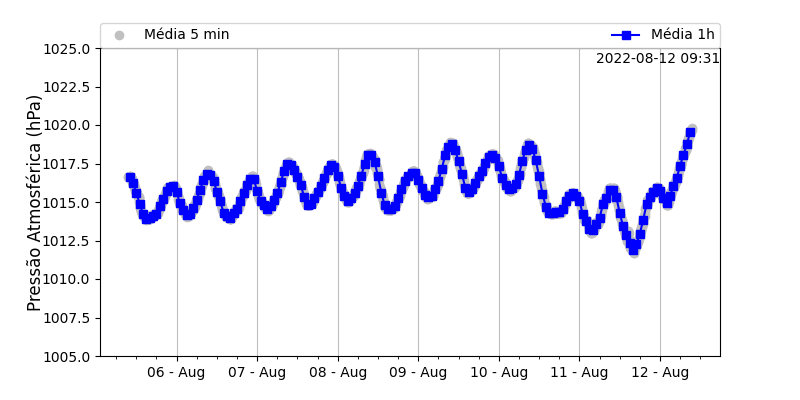 Média 5 min
Média 1h
2022-08-12 09:31
Pressão Atmosférica (hPa)
1025.0
1022.5
1020.0
1017.5
1015.0
1012.5
1010.0
1007.5
1005.0
06 - Aug
07 - Aug
08 - Aug
09 - Aug
10 - Aug
11 - Aug
12 - Aug